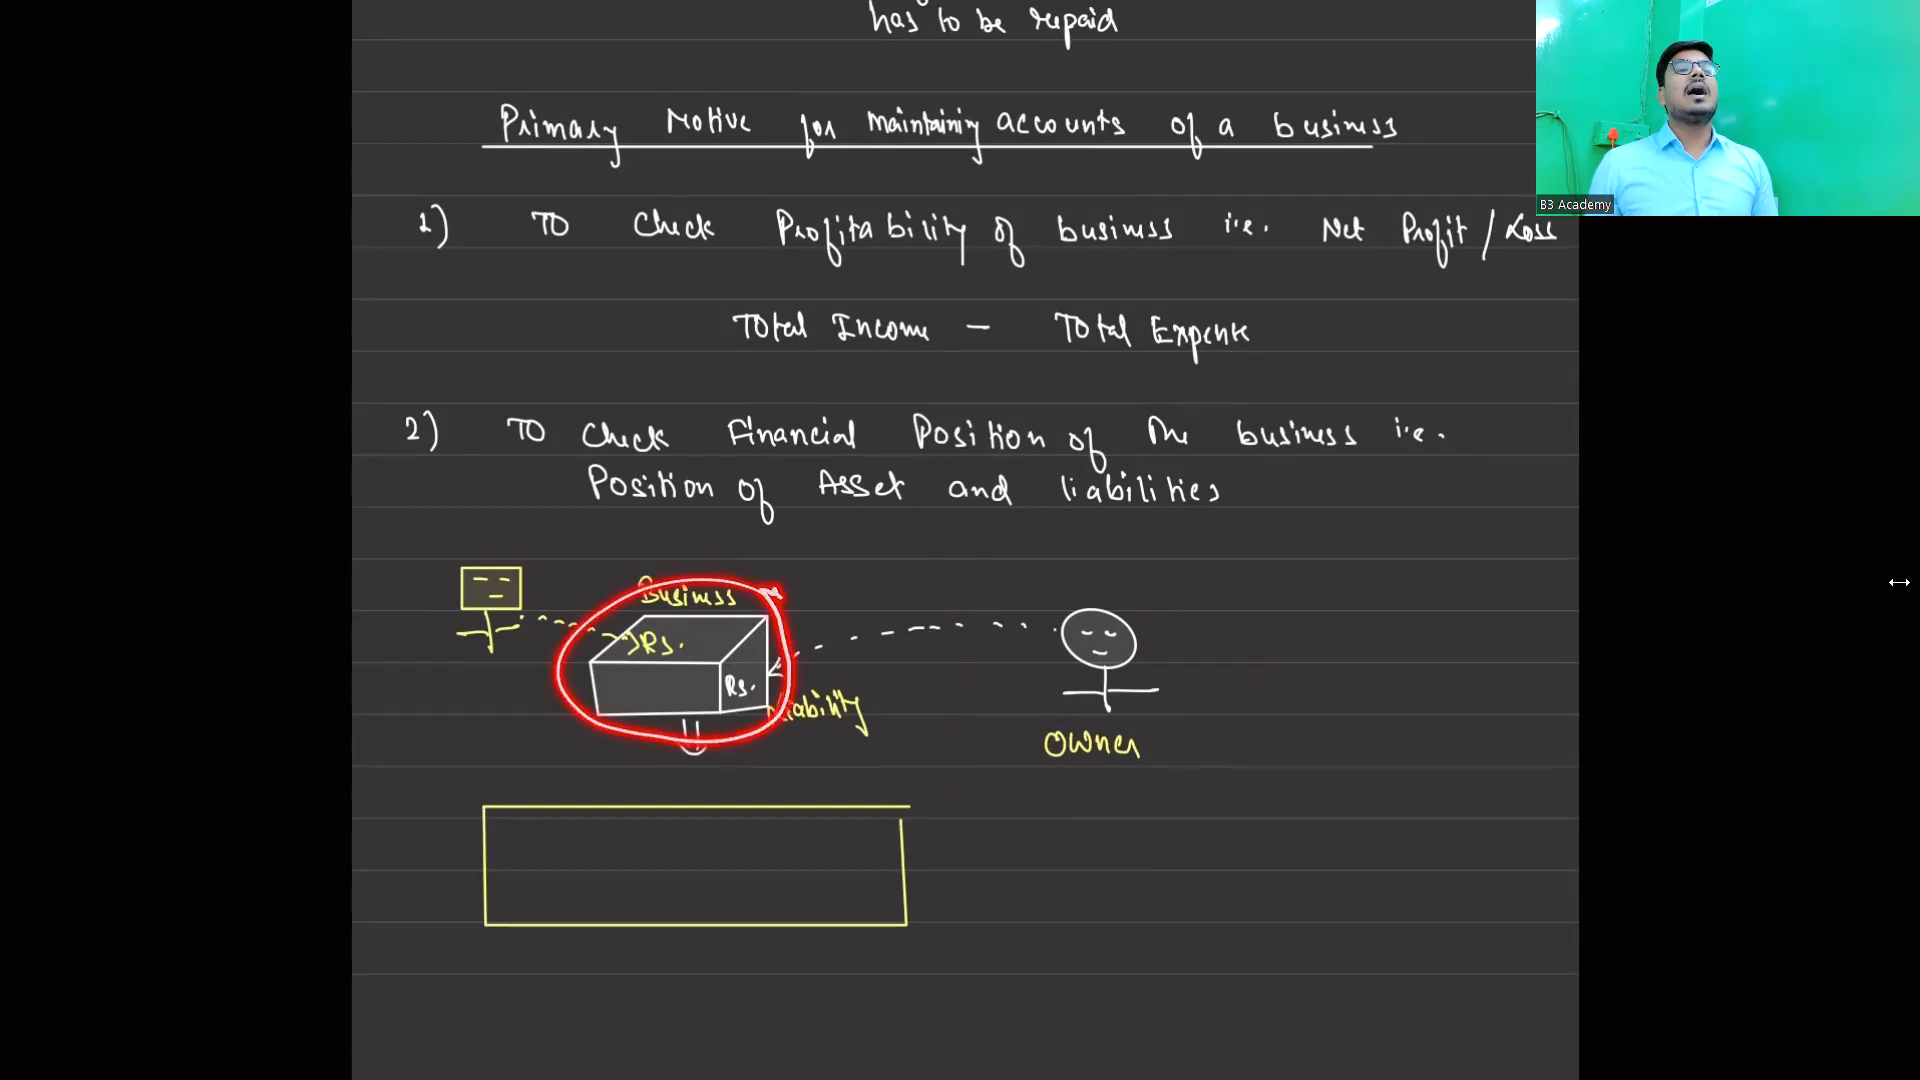 has to be repaid
Primary Motive for maintaining accounts of a business
B3 Academy
1) To Check Profitability of business i.e. Net Profit / Loss
Total Income - Total Expense
2) To Check Financial Position of the business i.e.
Position of Asset and liabilities
Business
Rs.
Rs.
liability
Owner